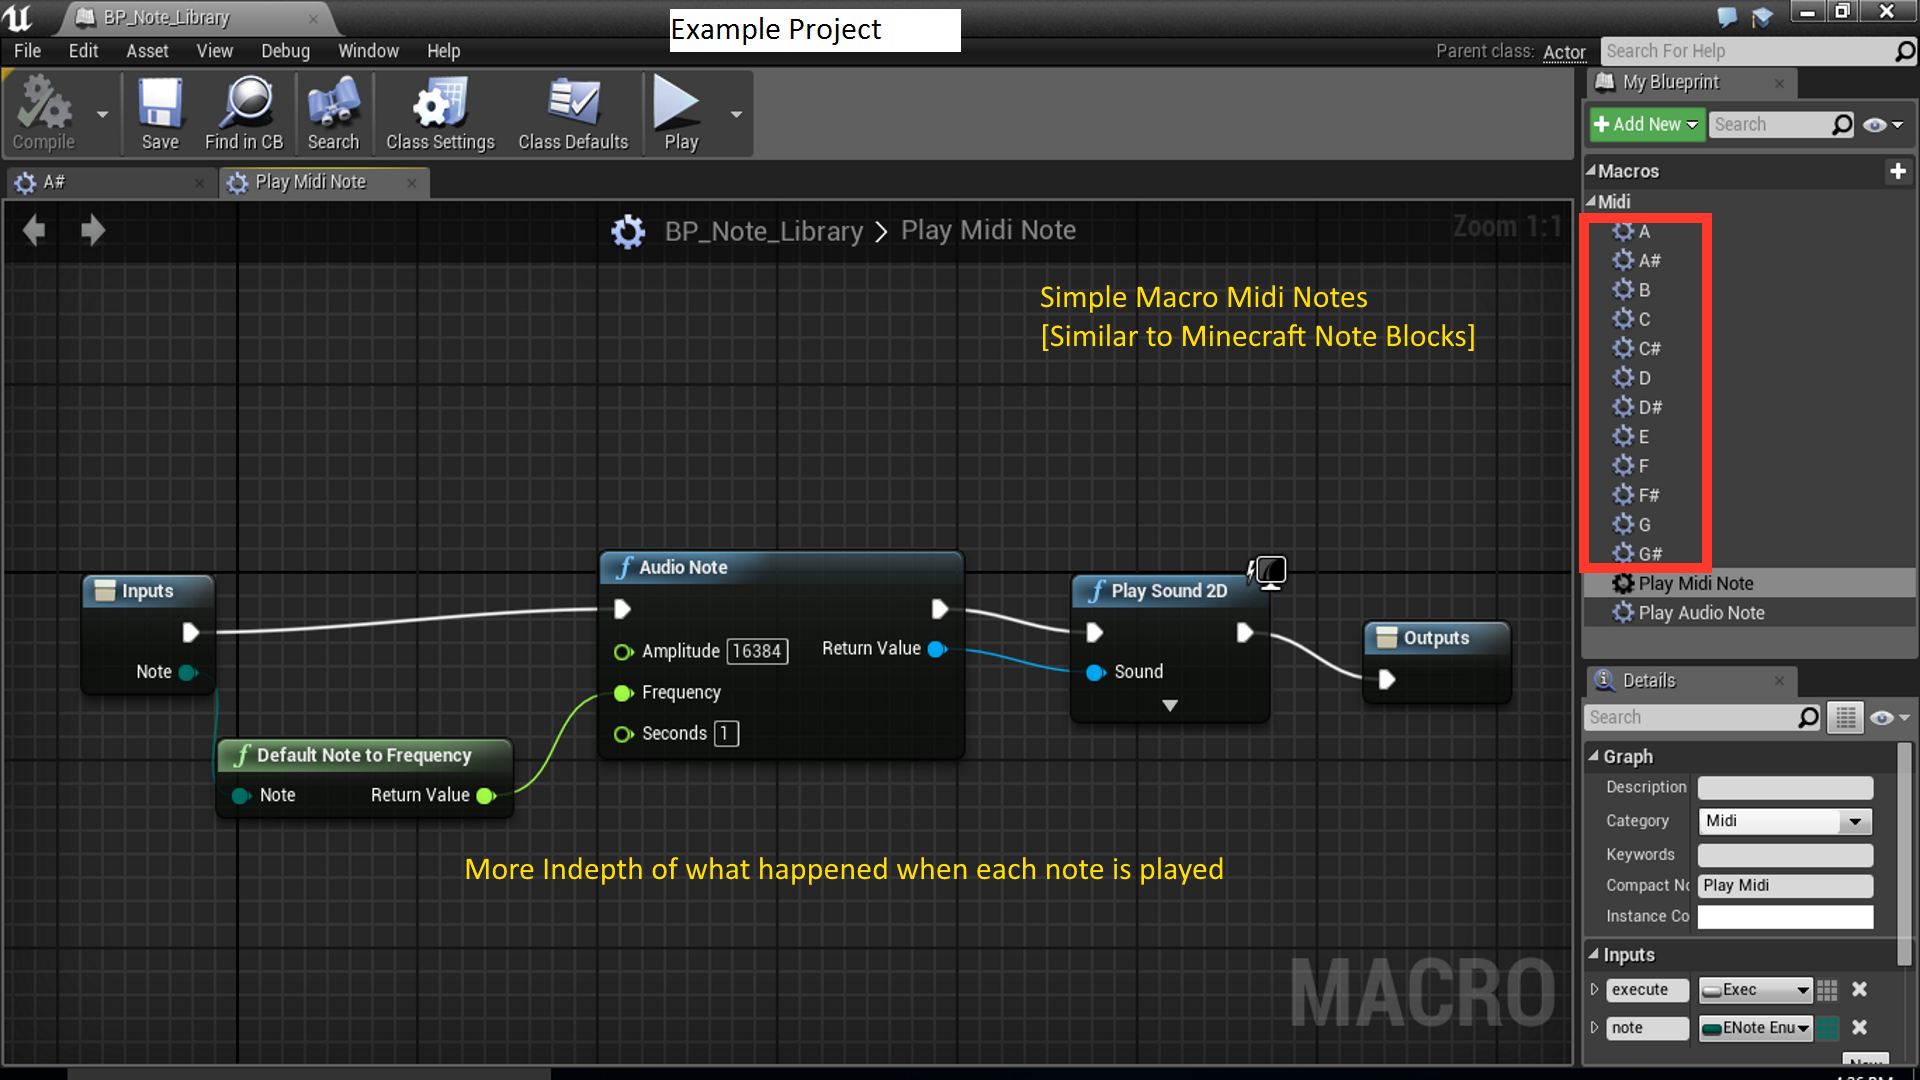 BP_Note_Library
Example Project
File Edit Asset View Debug Window Help
Parent class: Actor
Search For Help
Compile
Save
Find in CB
Search
Class Settings
Class Defaults
Play
A#
Play Midi Note
BP_Note_Library > Play Midi Note
Zoom 1:1
Simple Macro Midi Notes
[Similar to Minecraft Note Blocks]
Inputs
Note
Default Note to Frequency
Note
Return Value
Audio Note
Amplitude 16384
Return Value
Frequency
Seconds 1
Play Sound 2D
Sound
Outputs
More Indepth of what happened when each note is played
MACRO
My Blueprint
Add New
Search
Macros
Midi
A
A#
B
C
C#
D
D#
E
F
F#
G
G#
Play Midi Note
Play Audio Note
Details
Search
Graph
Description
Category Midi
Keywords
Compact No Play Midi
Instance Co
Inputs
execute Exec
note ENote Enu